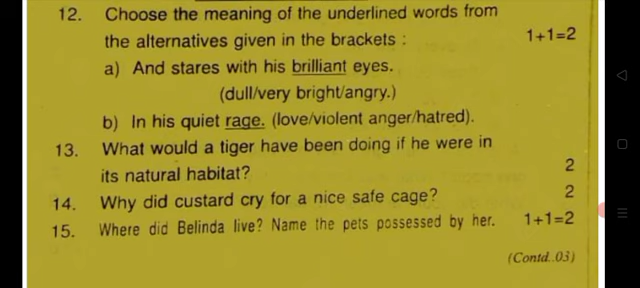 12. Choose the meaning of the underlined words from
the alternatives given in the brackets : 1+1=2
a) And stares with his brilliant eyes.
(dull/very bright/angry.)
b) In his quiet rage. (love/violent anger/hatred).
13. What would a tiger have been doing if he were in
its natural habitat? 2
14. Why did custard cry for a nice safe cage? 2
15. Where did Belinda live? Name the pets possessed by her. 1+1=2
(Contd..03)